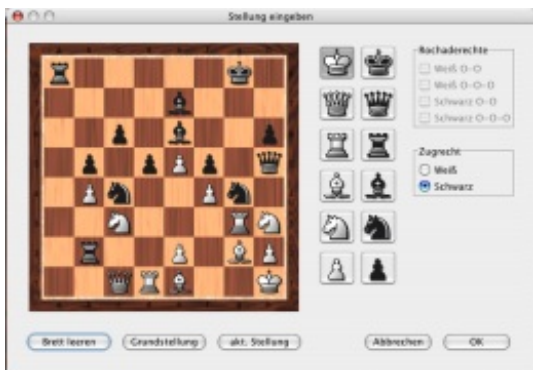 Stellung eingeben
Rochaderechte
Weiß O-O
Weiß O-O-O
Schwarz O-O
Schwarz O-O-O
Zugrecht
Weiß
Schwarz
Brett leeren
Grundstellung
akt. Stellung
Abbrechen
OK